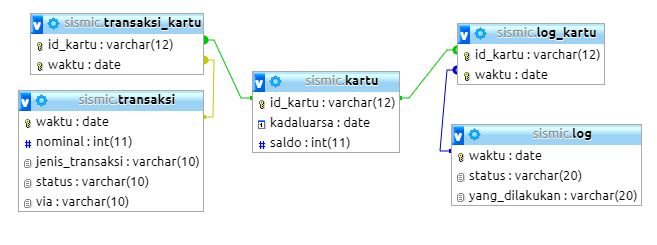 sismic.transaksi_kartu
id_kartu : varchar(12)
waktu : date
sismic.transaksi
waktu : date
nominal : int(11)
jenis_transaksi : varchar(10)
status : varchar(10)
via : varchar(10)
sismic.kartu
id_kartu : varchar(12)
kadaluarsa : date
saldo : int(11)
sismic.log_kartu
id_kartu : varchar(12)
waktu : date
sismic.log
waktu : date
status : varchar(20)
yang_dilakukan : varchar(20)